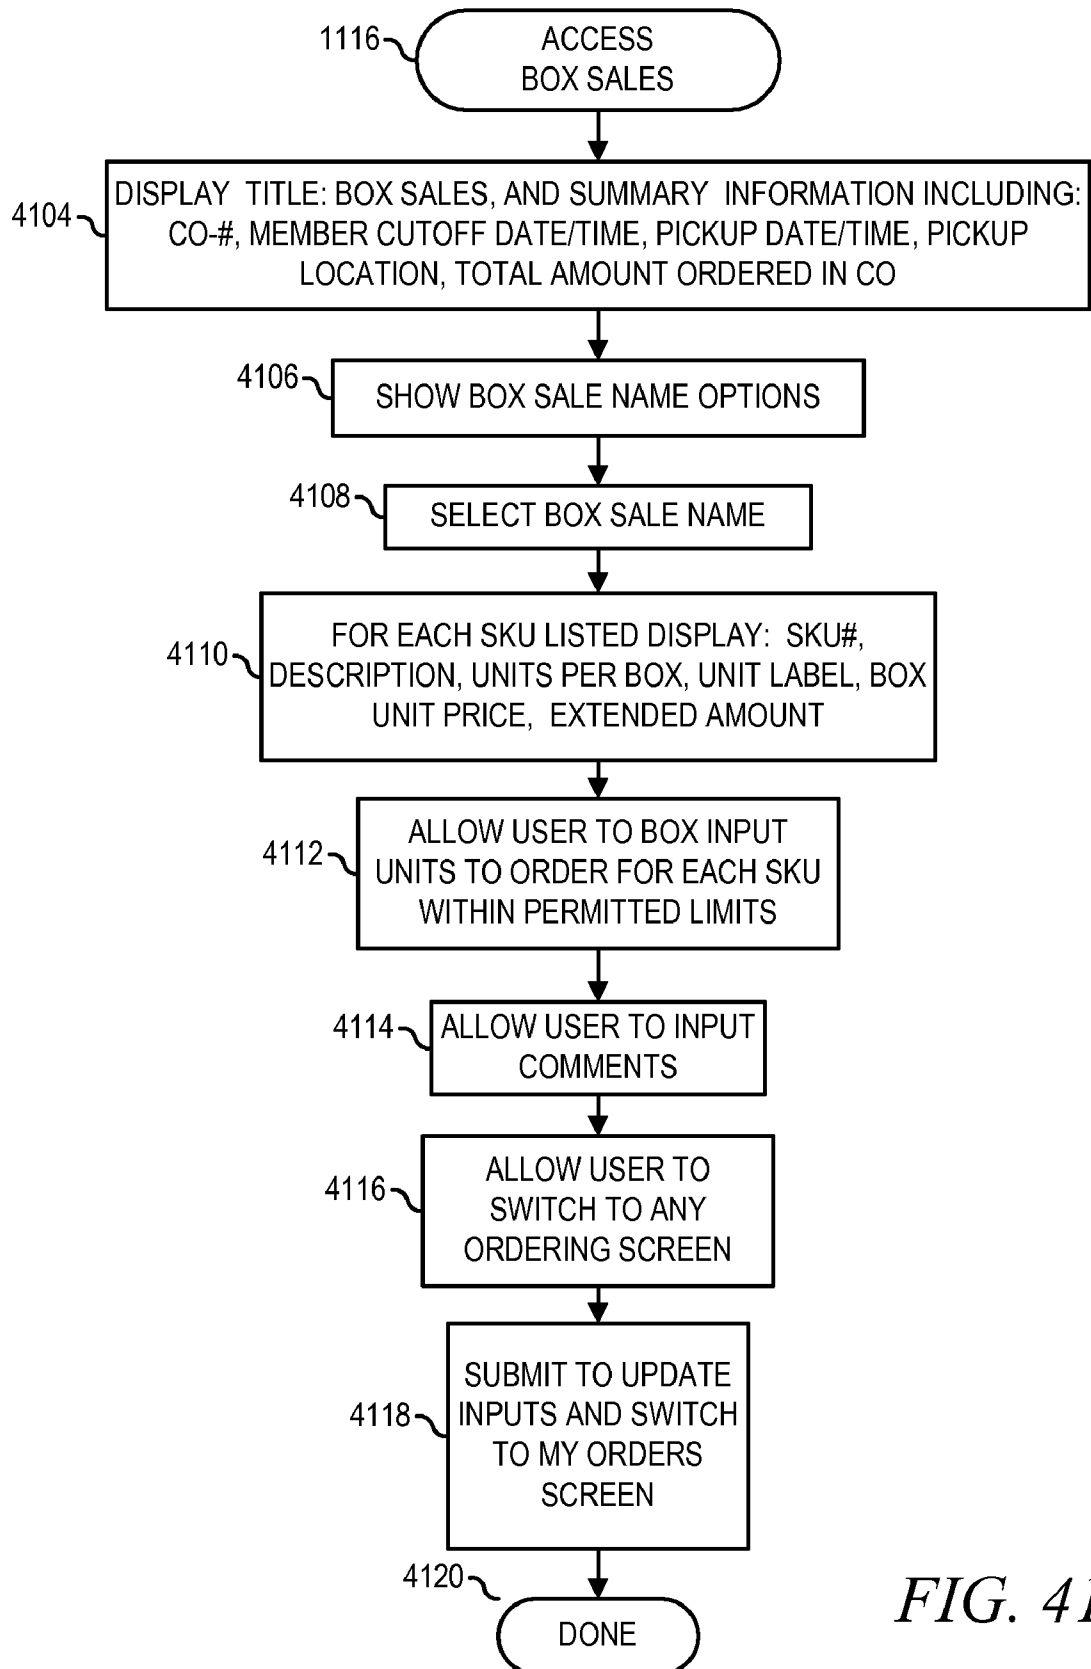 1116
ACCESS
BOX SALES
4104
DISPLAY TITLE: BOX SALES, AND SUMMARY INFORMATION INCLUDING:
CO-#, MEMBER CUTOFF DATE/TIME, PICKUP DATE/TIME, PICKUP
LOCATION, TOTAL AMOUNT ORDERED IN CO
4106
SHOW BOX SALE NAME OPTIONS
4108
SELECT BOX SALE NAME
4110
FOR EACH SKU LISTED DISPLAY: SKU#,
DESCRIPTION, UNITS PER BOX, UNIT LABEL, BOX
UNIT PRICE, EXTENDED AMOUNT
4112
ALLOW USER TO BOX INPUT
UNITS TO ORDER FOR EACH SKU
WITHIN PERMITTED LIMITS
4114
ALLOW USER TO INPUT
COMMENTS
4116
ALLOW USER TO
SWITCH TO ANY
ORDERING SCREEN
4118
SUBMIT TO UPDATE
INPUTS AND SWITCH
TO MY ORDERS
SCREEN
4120
DONE
FIG. 41